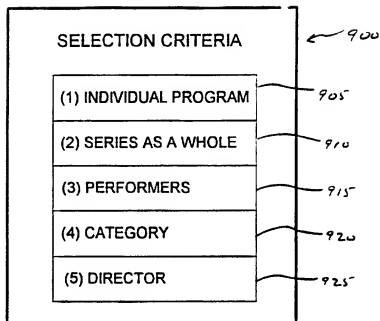 SELECTION CRITERIA
900
(1) INDIVIDUAL PROGRAM
905
(2) SERIES AS A WHOLE
910
(3) PERFORMERS
915
(4) CATEGORY
920
(5) DIRECTOR
925